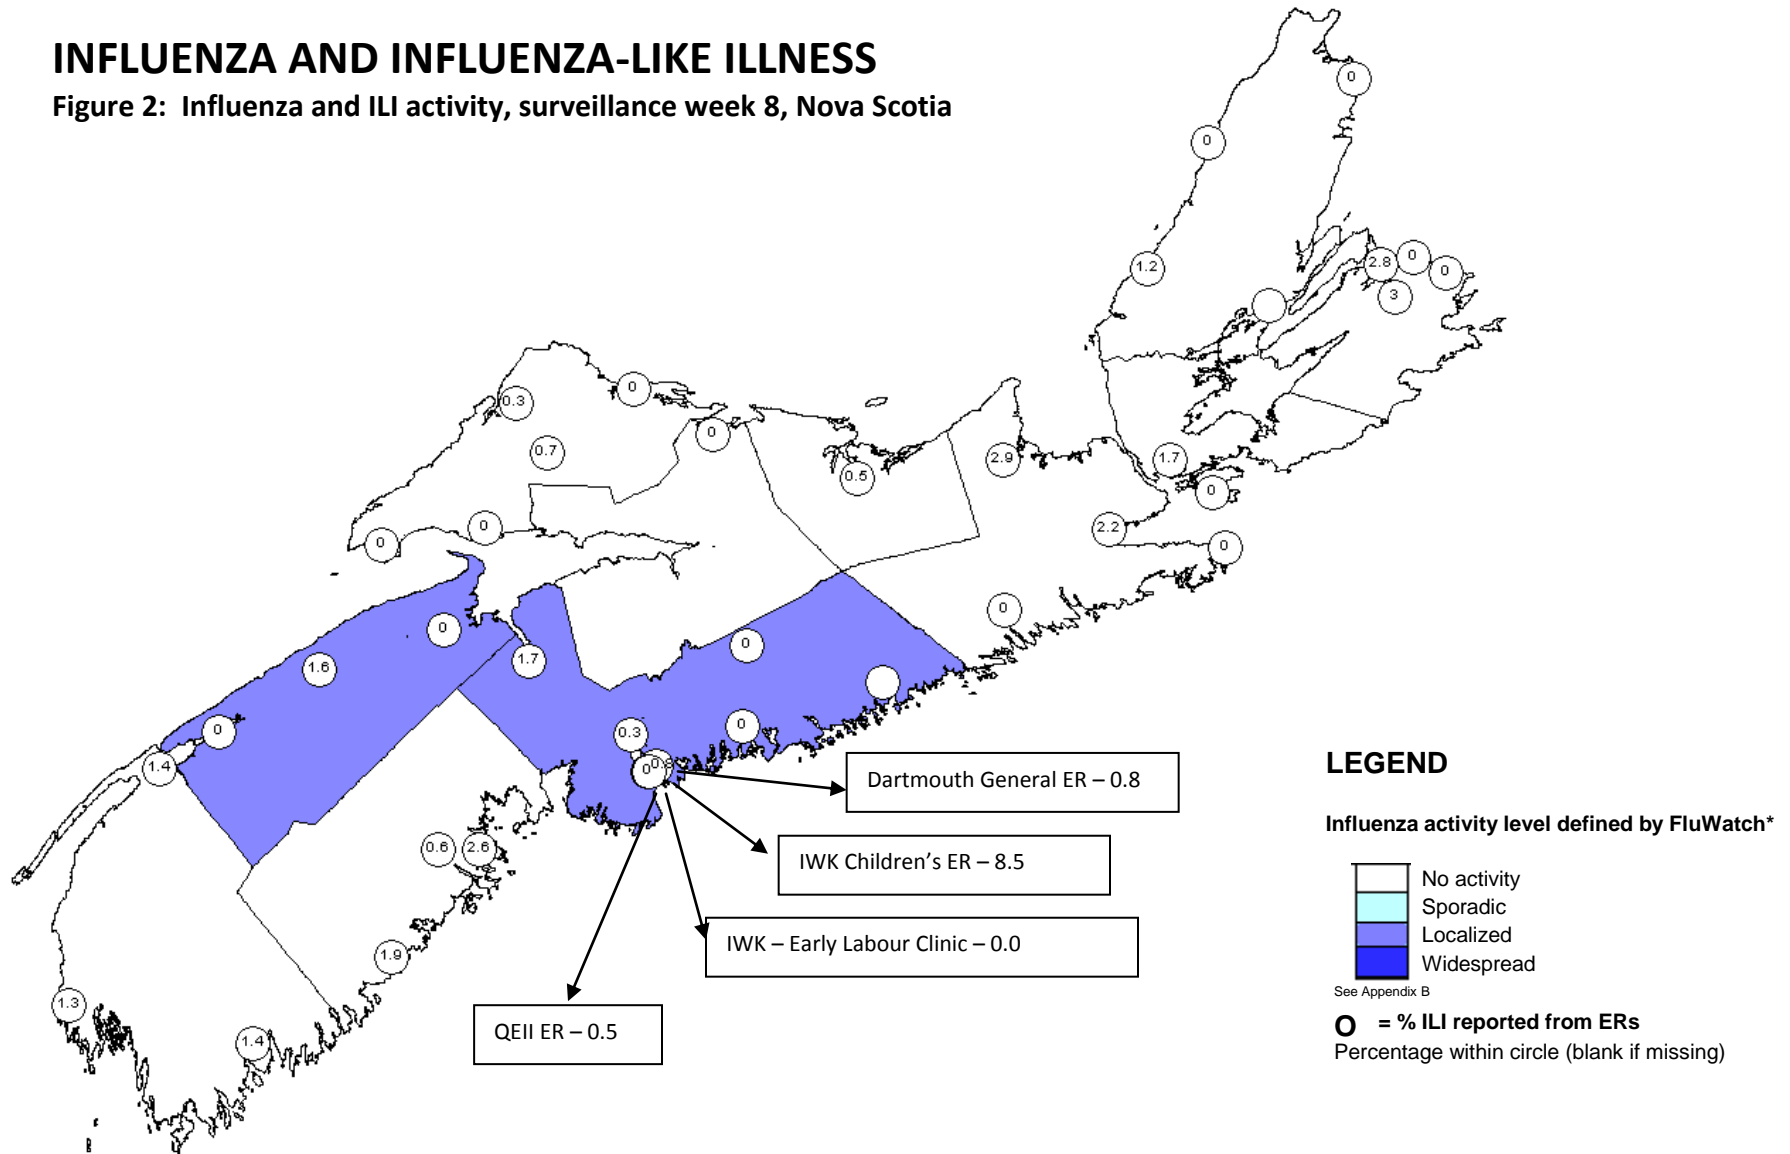 INFLUENZA AND INFLUENZA-LIKE ILLNESS
Figure 2:  Influenza and ILI activity, surveillance week 8, Nova Scotia
0
0
1.2
2.8
0
0
3
0.3
0
0.7
0
0.5
2.9
1.7
0
0
0
2.2
0
0
0
1.6
1.7
0
0
1.4
0.3
0
0
0.8
Dartmouth General ER – 0.8
IWK Children's ER – 8.5
IWK – Early Labour Clinic – 0.0
QEII ER – 0.5
0.6
2.6
1.9
1.3
1.4
LEGEND
Influenza activity level defined by FluWatch*
No activity
Sporadic
Localized
Widespread
See Appendix B
O = % ILI reported from ERs
Percentage within circle (blank if missing)